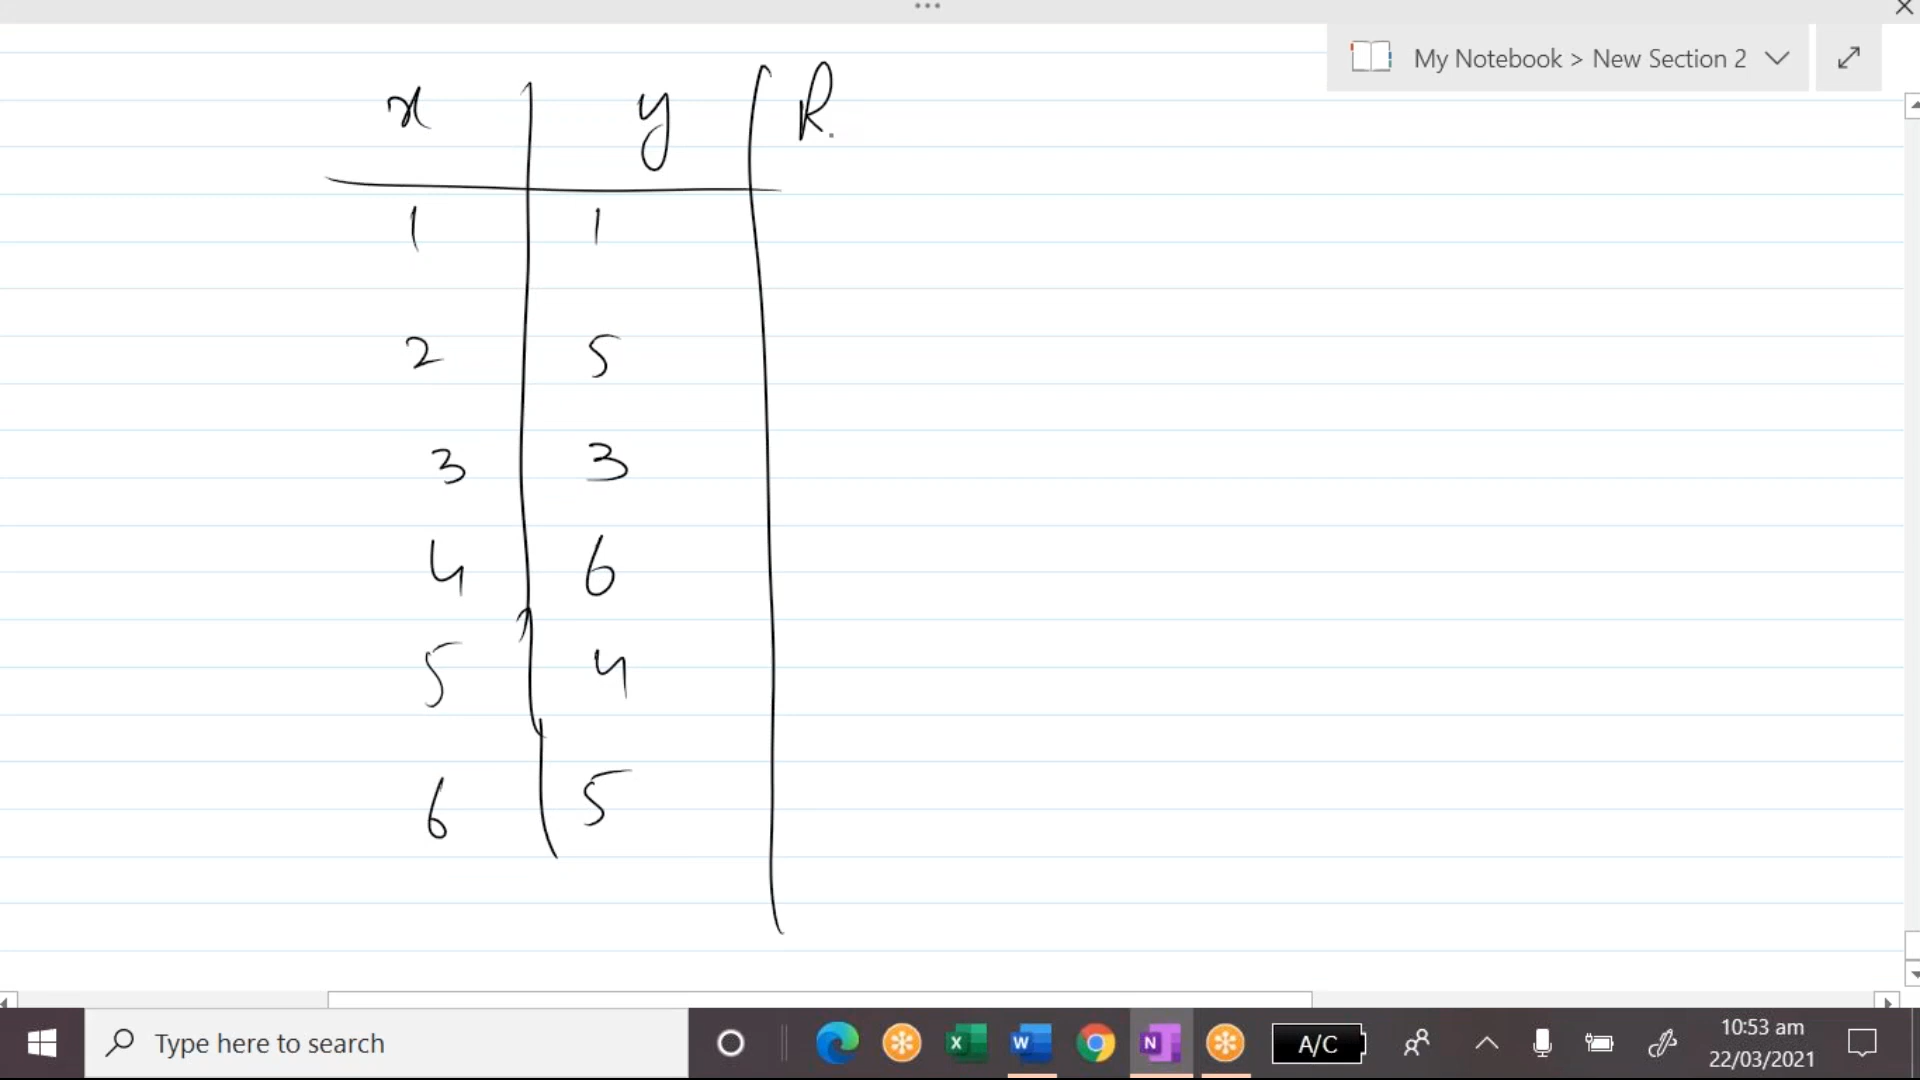 My Notebook > New Section 2
x y R.
1 1
2 5
3 3
4 6
5 4
6 5
Type here to search
A/C
10:53 am
22/03/2021